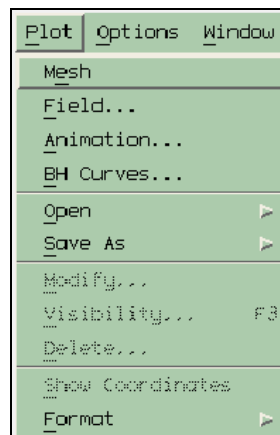 Plot Options Window
Mesh
Field...
Animation...
BH Curves...
Open
Save As
Modify...
Visibility... F3
Delete...
Show Coordinates
Format